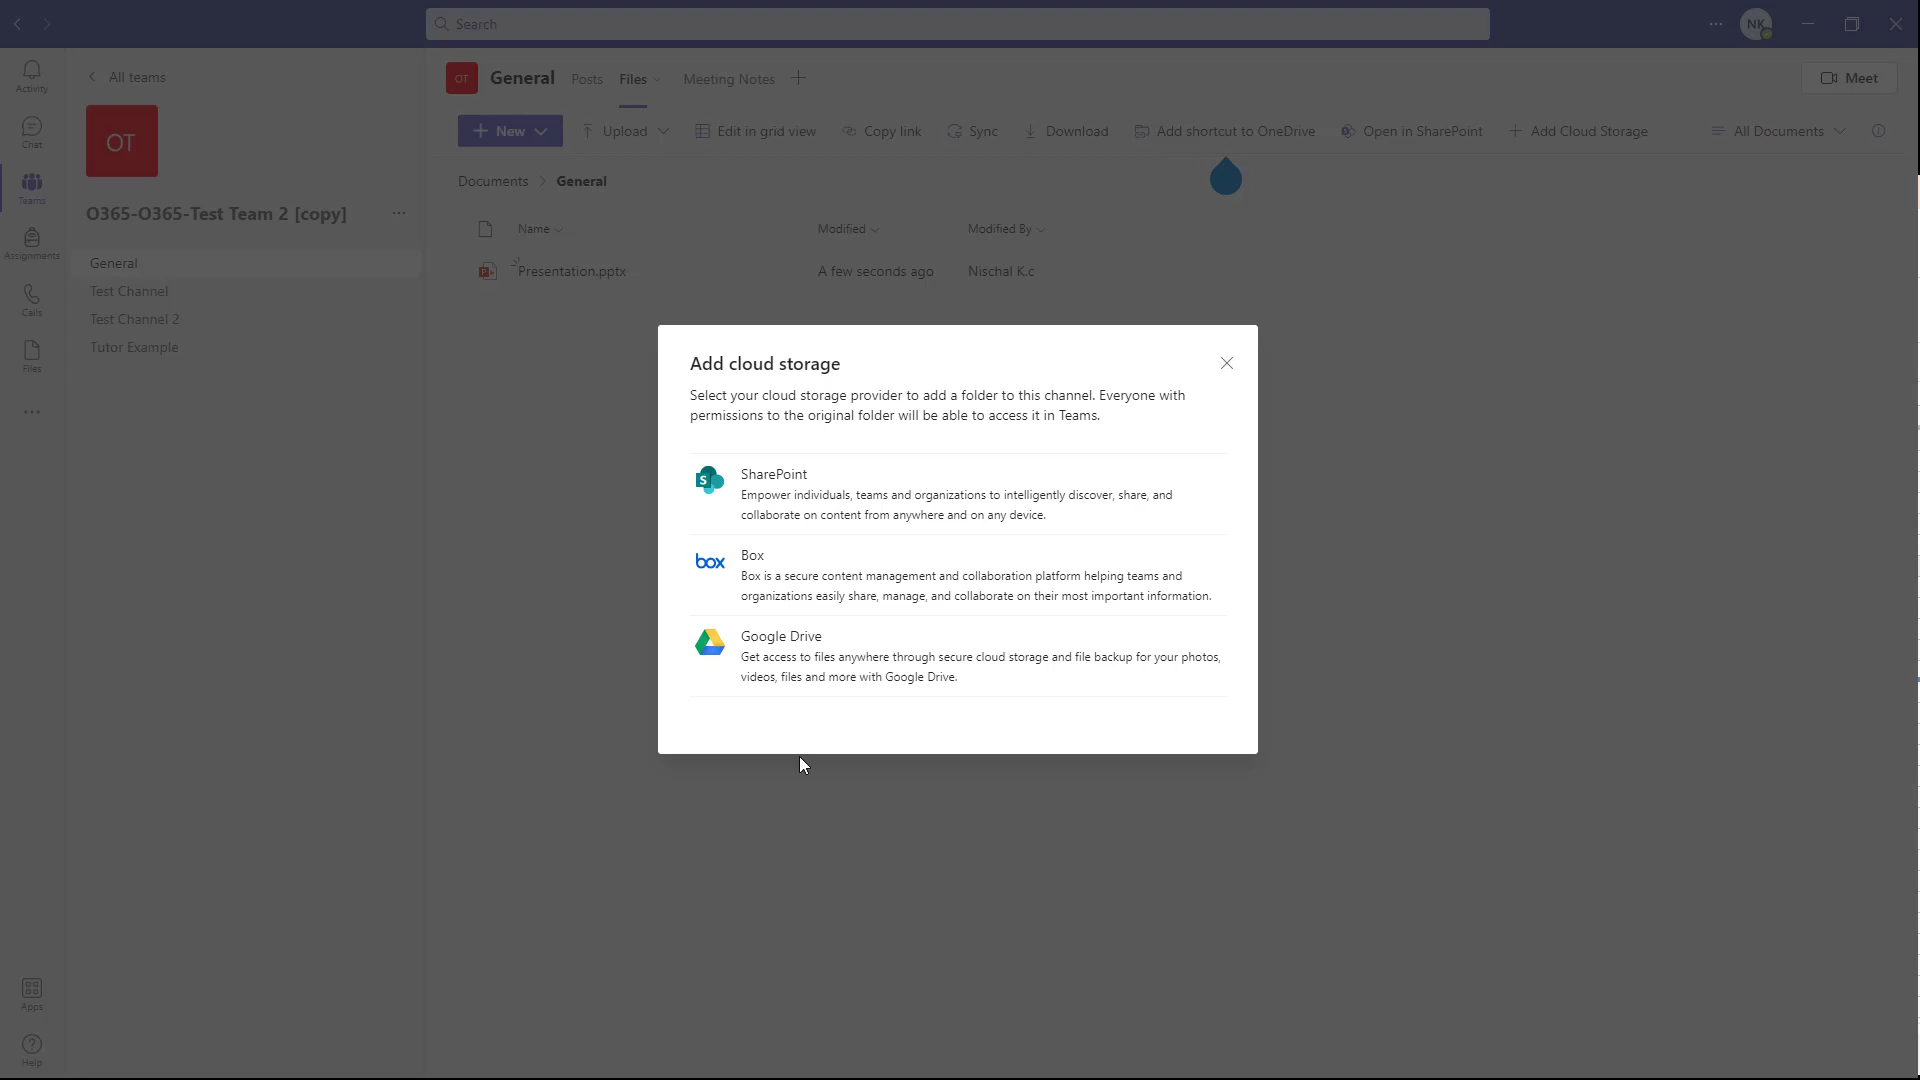 Search
NK
Activity
Chat
Teams
Assignments
Calls
Files
Apps
Help
All teams
OT
O365-O365-Test Team 2 [copy]
General
Test Channel
Test Channel 2
Tutor Example
OT General Posts Files Meeting Notes
Meet
New Upload Edit in grid view Copy link Sync Download Add shortcut to OneDrive Open in SharePoint Add Cloud Storage All Documents
Documents > General
Name Modified Modified By
Presentation.pptx A few seconds ago Nischal K.c
Add cloud storage
Select your cloud storage provider to add a folder to this channel. Everyone with
permissions to the original folder will be able to access it in Teams.
S
SharePoint
Empower individuals, teams and organizations to intelligently discover, share, and
collaborate on content from anywhere and on any device.
box
Box
Box is a secure content management and collaboration platform helping teams and
organizations easily share, manage, and collaborate on their most important information.
Google Drive
Get access to files anywhere through secure cloud storage and file backup for your photos,
videos, files and more with Google Drive.